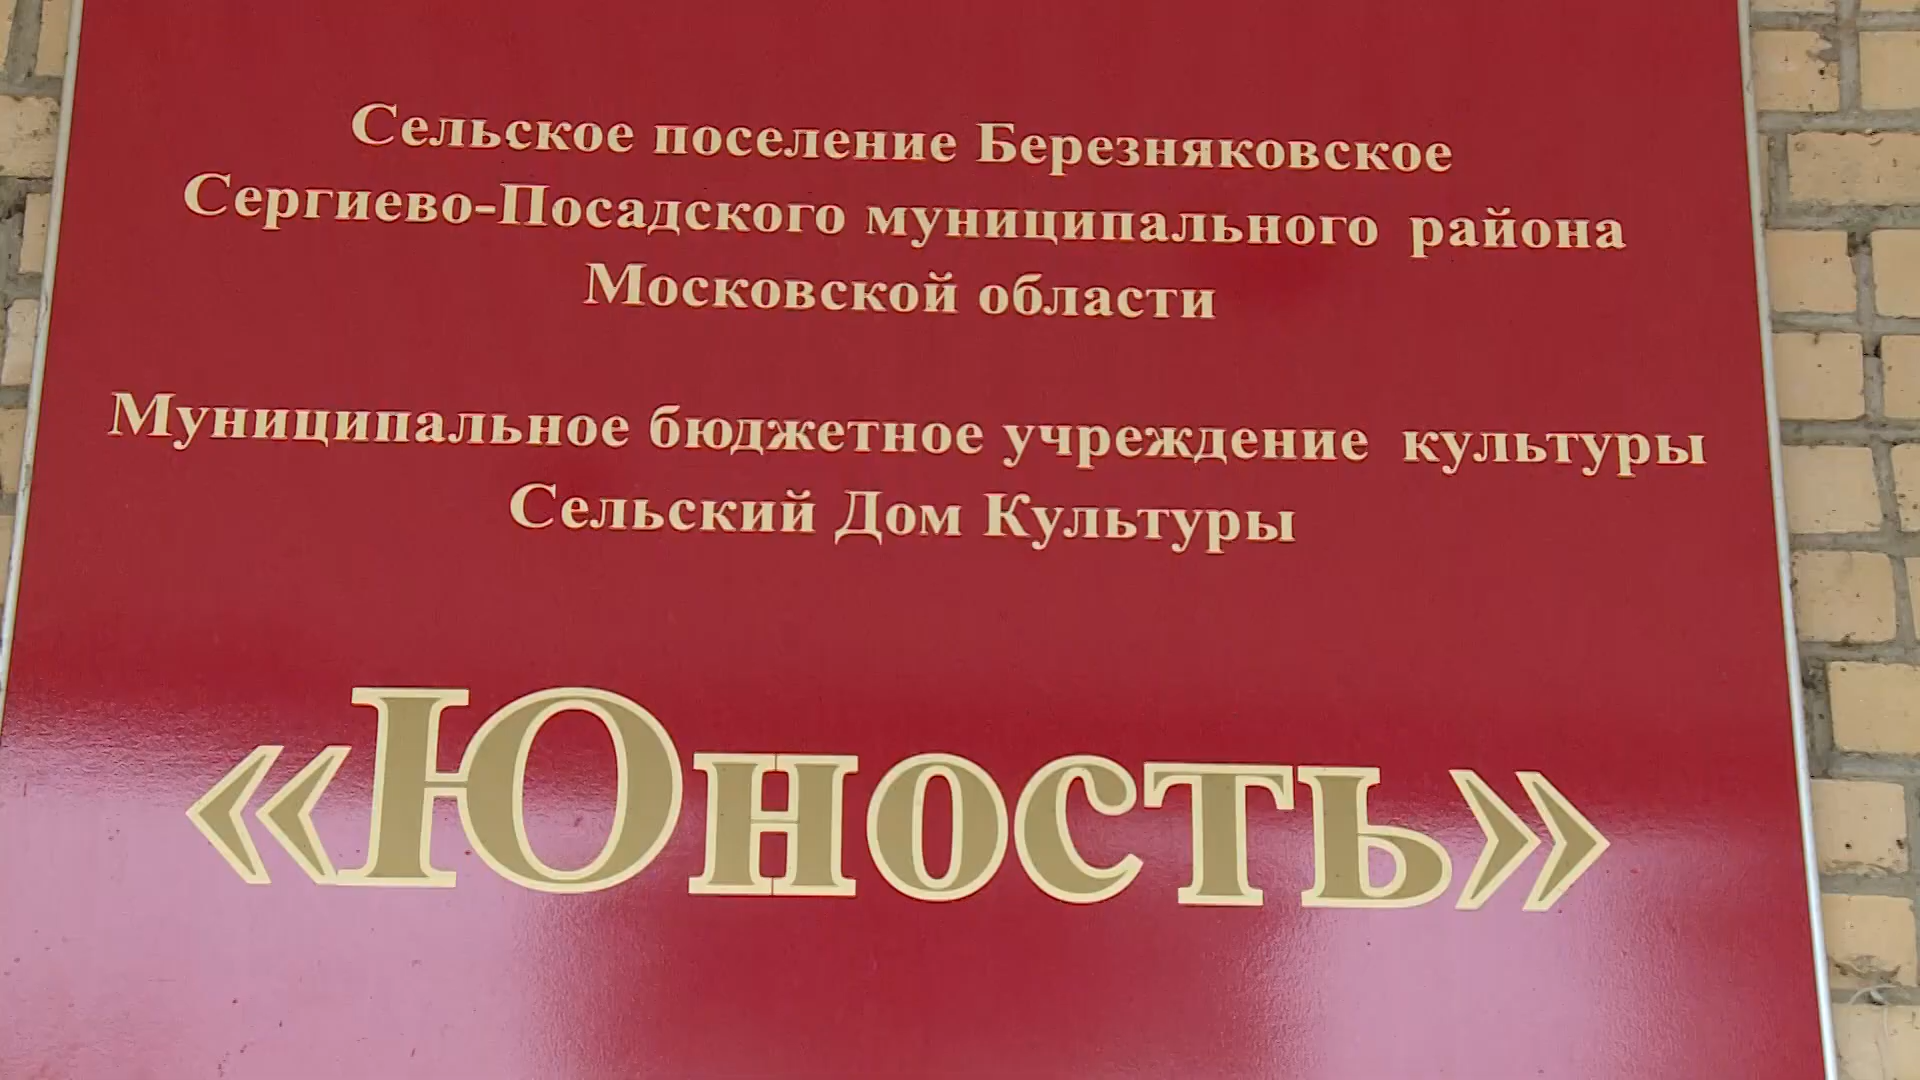 Сельское поселение Березняковское
Сергиево-Посадского муниципального района
Московской области
Муниципальное бюджетное учреждение культуры
Сельский Дом Культуры
«Юность»